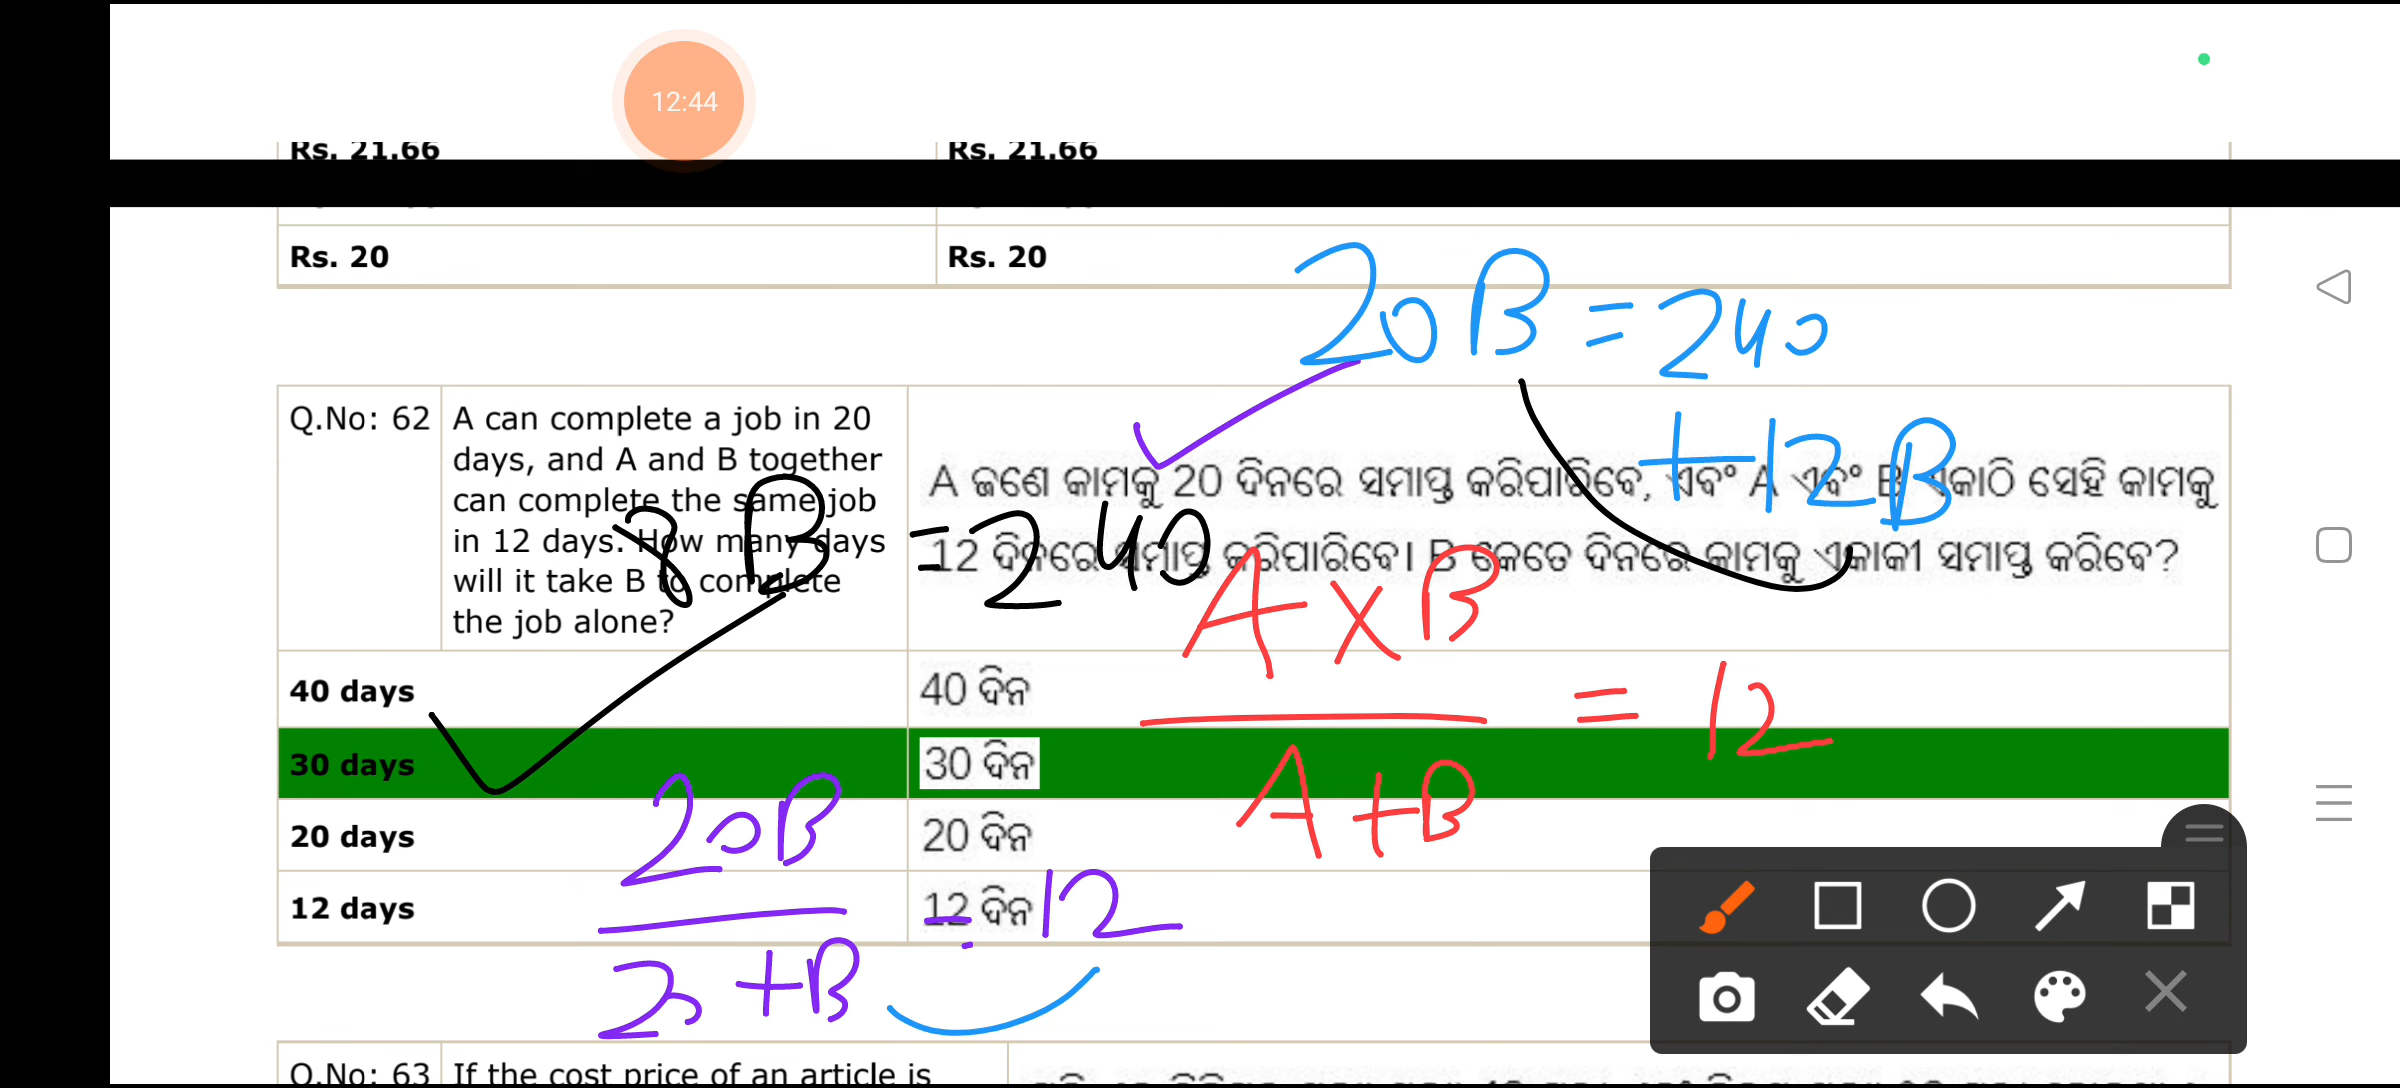 12:44
Rs. 21.66 Rs. 21.66
Rs. 20 Rs. 20
20B = 240
+12B
Q.No: 62 A can complete a job in 20
days, and A and B together
can complete the same job
in 12 days. How many days
will it take B to complete
the job alone?
A ଜଣେ କାମକୁ 20 ଦିନରେ ସମାପ୍ତ କରିପାରିବେ, ଏବଂ A ଏବଂ B ଏକାଠି ସେହି କାମକୁ
12 ଦିନରେ ସମାପ୍ତ କରିପାରିବେ। B କେତେ ଦିନରେ କାମକୁ ଏକାକୀ ସମାପ୍ତ କରିବେ?
8B = 240
A×B
= 12
A+B
40 days 40 ଦିନ
30 days 30 ଦିନ
20 days 20 ଦିନ
12 days 12 ଦିନ
20B
= 12
20+B
Q.No: 63 If the cost price of an article is